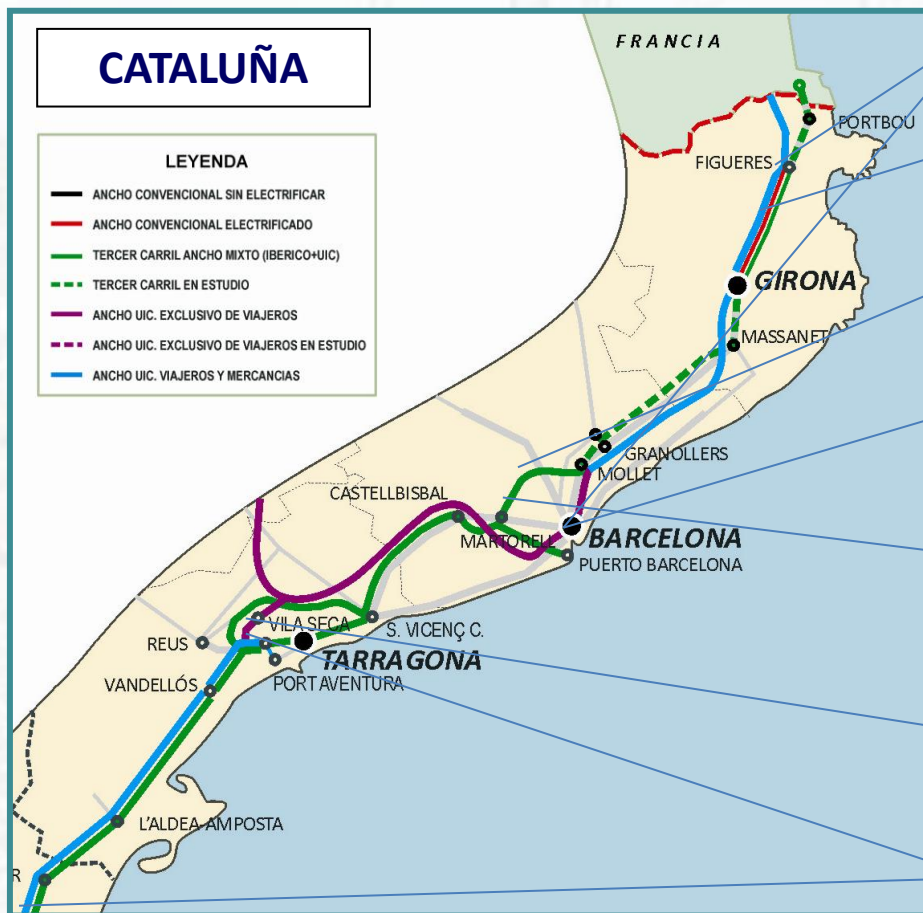 CATALUÑA
FRANCIA
LEYENDA
ANCHO CONVENCIONAL SIN ELECTRIFICAR
ANCHO CONVENCIONAL ELECTRIFICADO
TERCER CARRIL ANCHO MIXTO (IBERICO+UIC)
TERCER CARRIL EN ESTUDIO
ANCHO UIC. EXCLUSIVO DE VIAJEROS
ANCHO UIC. EXCLUSIVO DE VIAJEROS EN ESTUDIO
ANCHO UIC. VIAJEROS Y MERCANCIAS
PORTBOU
FIGUERES
GIRONA
MASSANET
GRANOLLERS
MOLLET
CASTELLBISBAL
MARTORELL
BARCELONA
PUERTO BARCELONA
VILA SECA
S. VICENÇ C.
REUS
TARRAGONA
PORT AVENTURA
VANDELLÓS
L'ALDEA-AMPOSTA
R